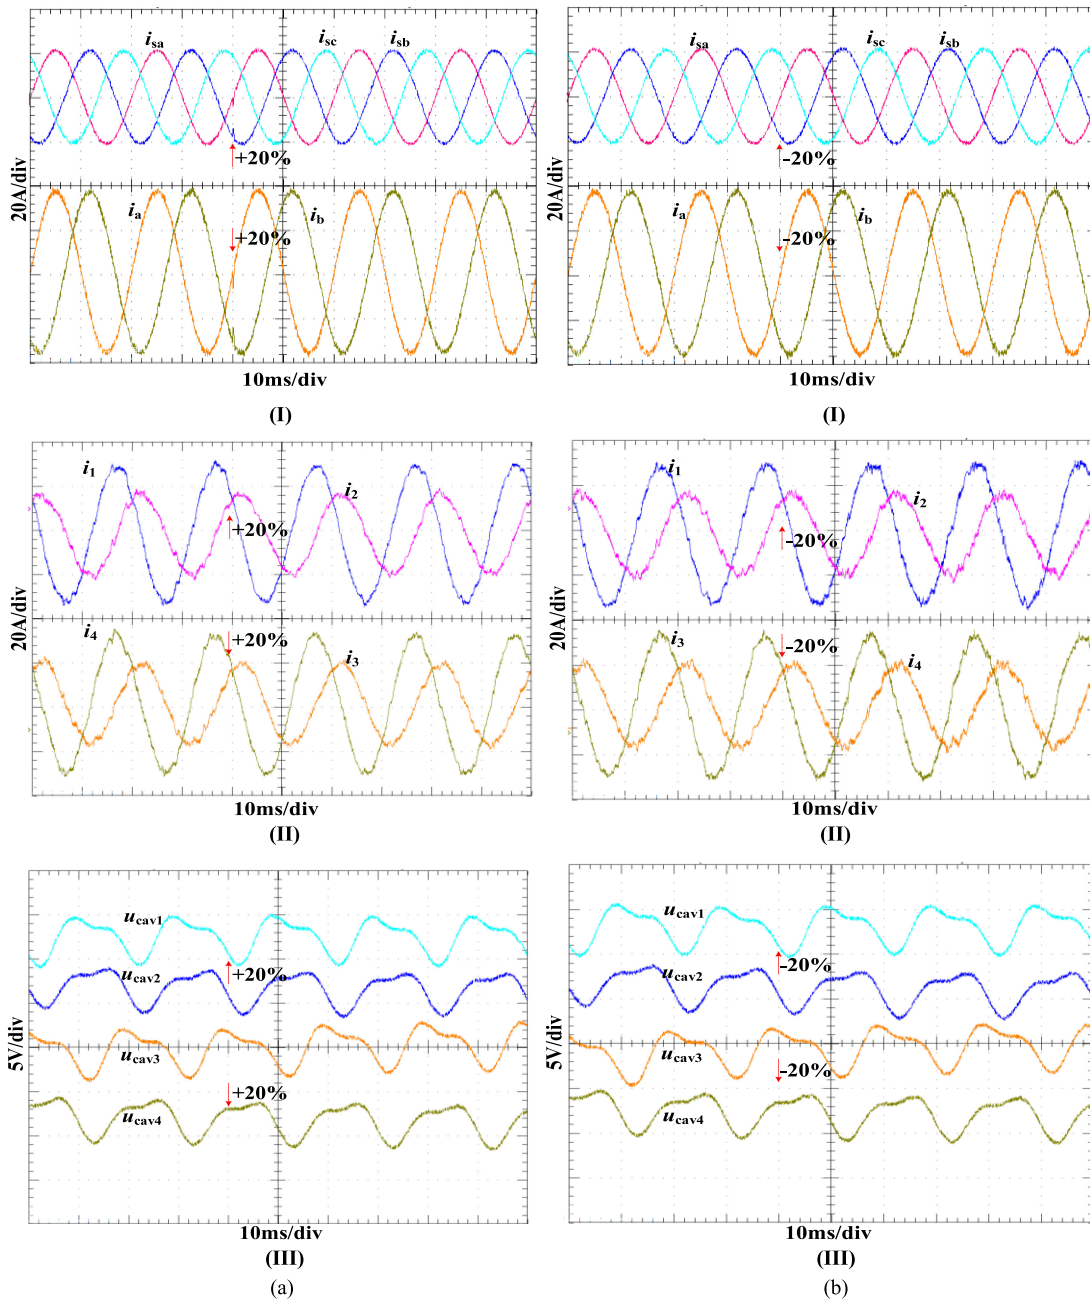 isa isc isb
+20%
20A/div
ia ib
+20%
10ms/div
(I)
isa isc isb
-20%
20A/div
ia ib
-20%
10ms/div
(I)
i1 i2
+20%
20A/div
i4 i3
+20%
10ms/div
(II)
i1 i2
-20%
20A/div
i3 i4
-20%
10ms/div
(II)
ucav1
ucav2 +20%
5V/div
ucav3
+20%
ucav4
10ms/div
(III)
(a)
ucav1
ucav2 -20%
5V/div
ucav3
-20%
ucav4
10ms/div
(III)
(b)